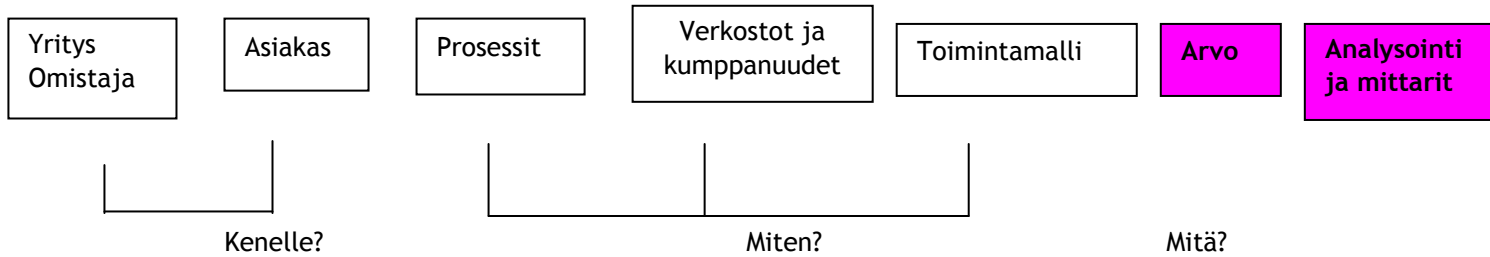 Yritys
Omistaja
Asiakas
Prosessit
Verkostot ja
kumppanuudet
Toimintamalli
Arvo
Analysointi
ja mittarit
Kenelle?
Miten?
Mitä?